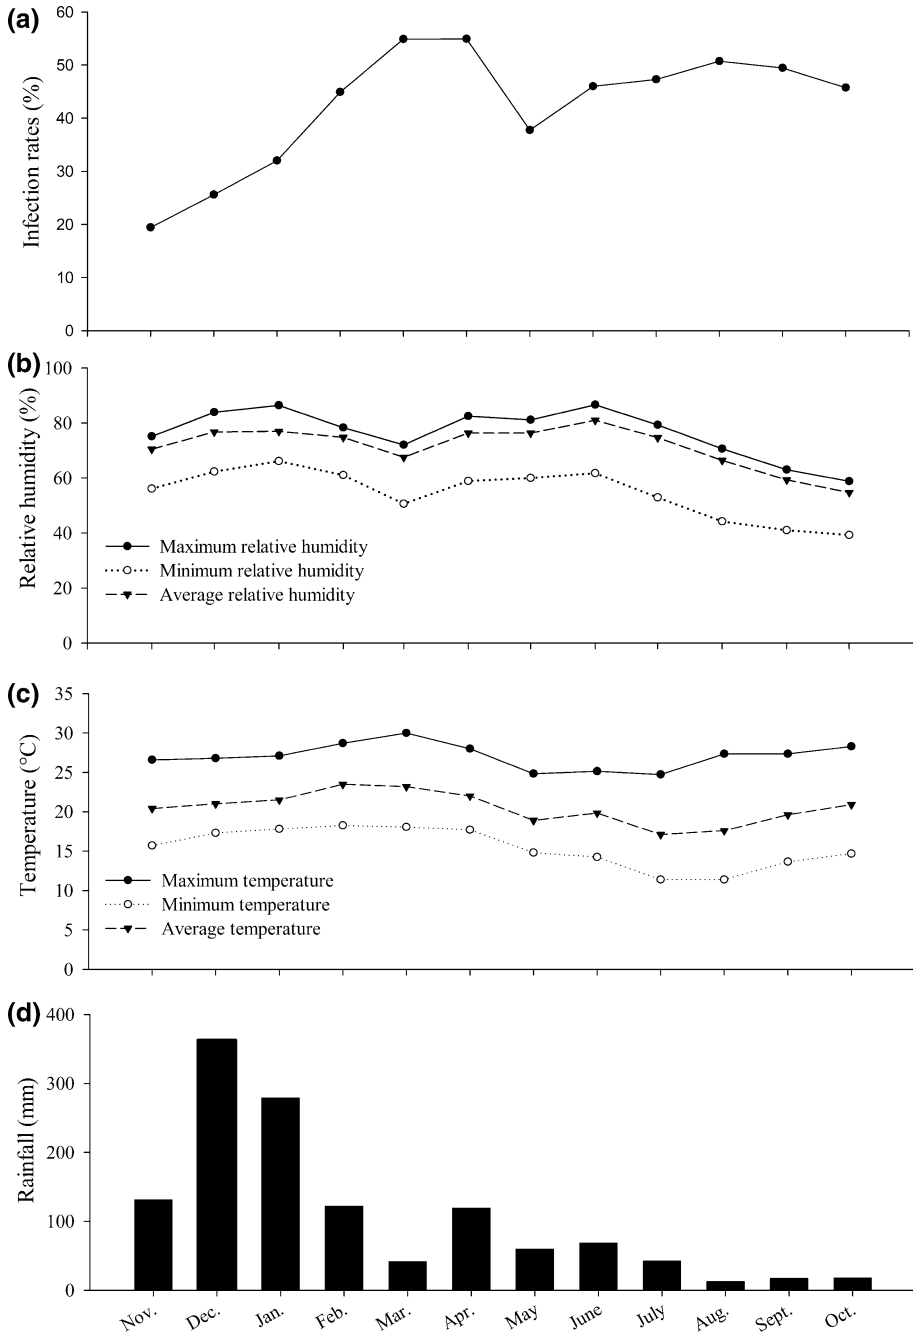 (a)
60
50
40
30
20
10
0
Infection rates (%)
(b)
100
80
60
40
20
0
Relative humidity (%)
Maximum relative humidity
Minimum relative humidity
Average relative humidity
(c)
35
30
25
20
15
10
5
0
Temperature (°C)
Maximum temperature
Minimum temperature
Average temperature
(d)
400
300
200
100
0
Rainfall (mm)
Nov. Dec. Jan. Feb. Mar. Apr. May June July Aug. Sept. Oct.